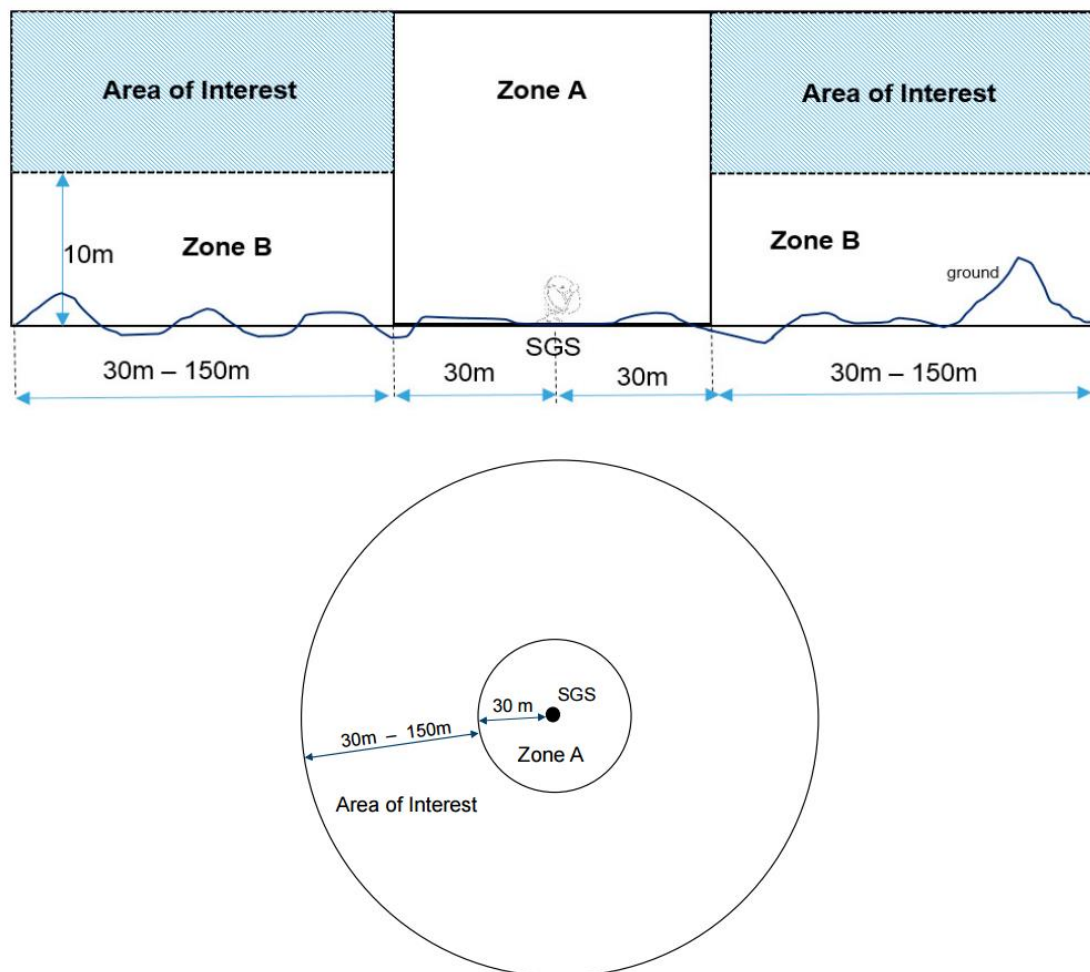 Area of Interest
Zone A
Area of Interest
10m
Zone B
Zone B
ground
SGS
30m – 150m
30m
30m
30m – 150m
30 m
SGS
30m – 150m
Zone A
Area of Interest